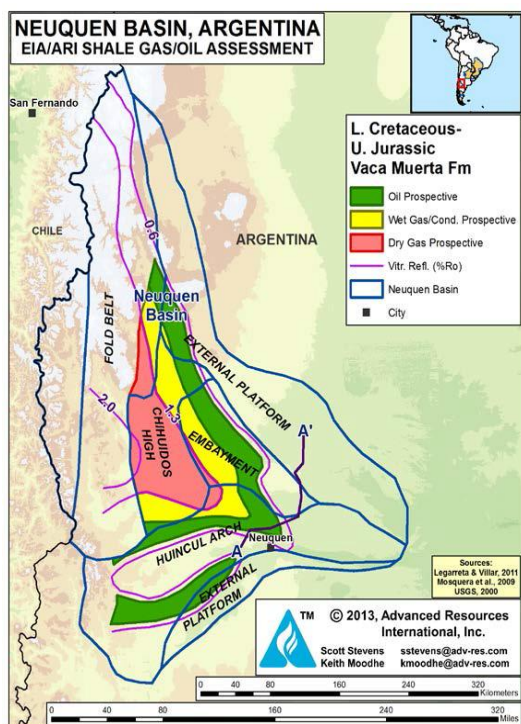 NEUQUEN BASIN, ARGENTINA
EIA/ARI SHALE GAS/OIL ASSESSMENT
San Fernando
CHILE
ARGENTINA
L. Cretaceous-
U. Jurassic
Vaca Muerta Fm
Oil Prospective
Wet Gas/Cond. Prospective
Dry Gas Prospective
Vitr. Refl. (%Ro)
Neuquen Basin
City
0.6
Neuquen
Basin
FOLD BELT
EXTERNAL PLATFORM
2.0
1.3
CHIHUIDOS
HIGH
EMBAYMENT
A'
HUINCUL ARCH
A
Neuquen
EXTERNAL
PLATFORM
Sources:
Legarreta & Villar, 2011
Mosquera et al., 2009
USGS, 2000
TM
© 2013, Advanced Resources
International, Inc.
Scott Stevens sstevens@adv-res.com
Keith Moodhe kmoodhe@adv-res.com
0 40 80 160 240 320
Kilometers
0 40 80 160 240 320
Miles